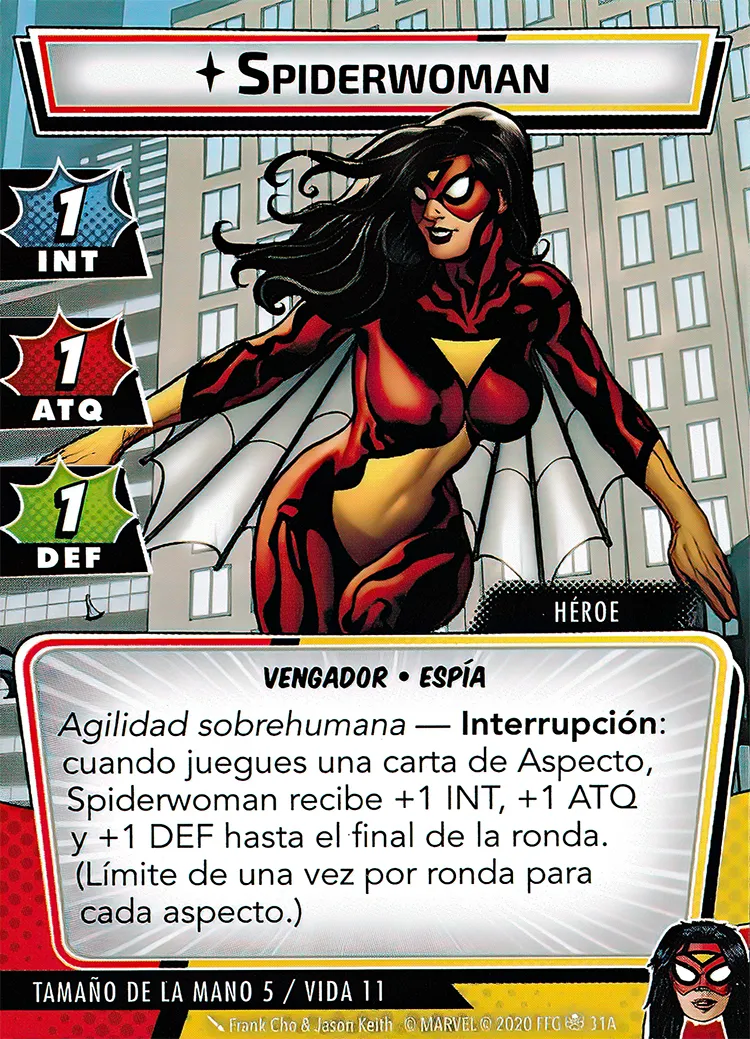 SPIDERWOMAN
1
INT
1
ATQ
1
DEF
HÉROE
VENGADOR • ESPÍA
Agilidad sobrehumana — Interrupción:
cuando juegues una carta de Aspecto,
Spiderwoman recibe +1 INT, +1 ATQ
y +1 DEF hasta el final de la ronda.
(Límite de una vez por ronda para
cada aspecto.)
TAMAÑO DE LA MANO 5 / VIDA 11
Frank Cho & Jason Keith © MARVEL © 2020 FFG 31A